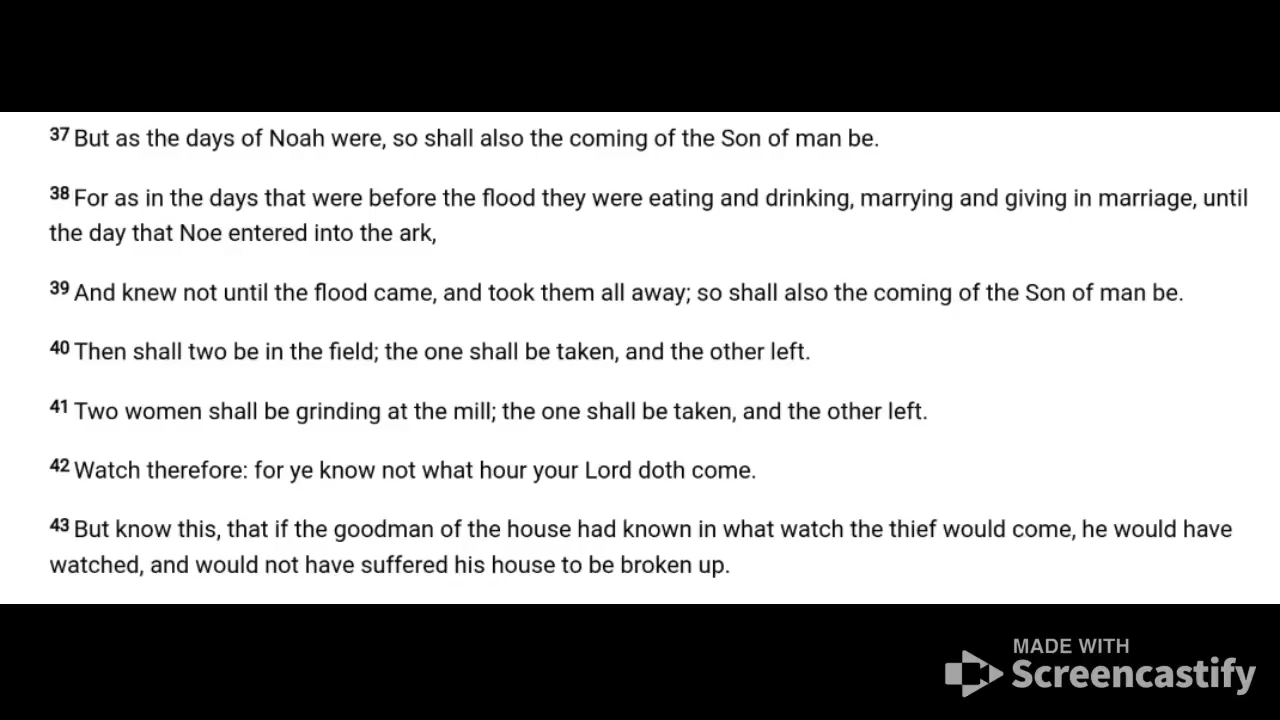 37 But as the days of Noah were, so shall also the coming of the Son of man be.
38 For as in the days that were before the flood they were eating and drinking, marrying and giving in marriage, until
the day that Noe entered into the ark,
39 And knew not until the flood came, and took them all away; so shall also the coming of the Son of man be.
40 Then shall two be in the field; the one shall be taken, and the other left.
41 Two women shall be grinding at the mill; the one shall be taken, and the other left.
42 Watch therefore: for ye know not what hour your Lord doth come.
43 But know this, that if the goodman of the house had known in what watch the thief would come, he would have
watched, and would not have suffered his house to be broken up.
MADE WITH
Screencastify